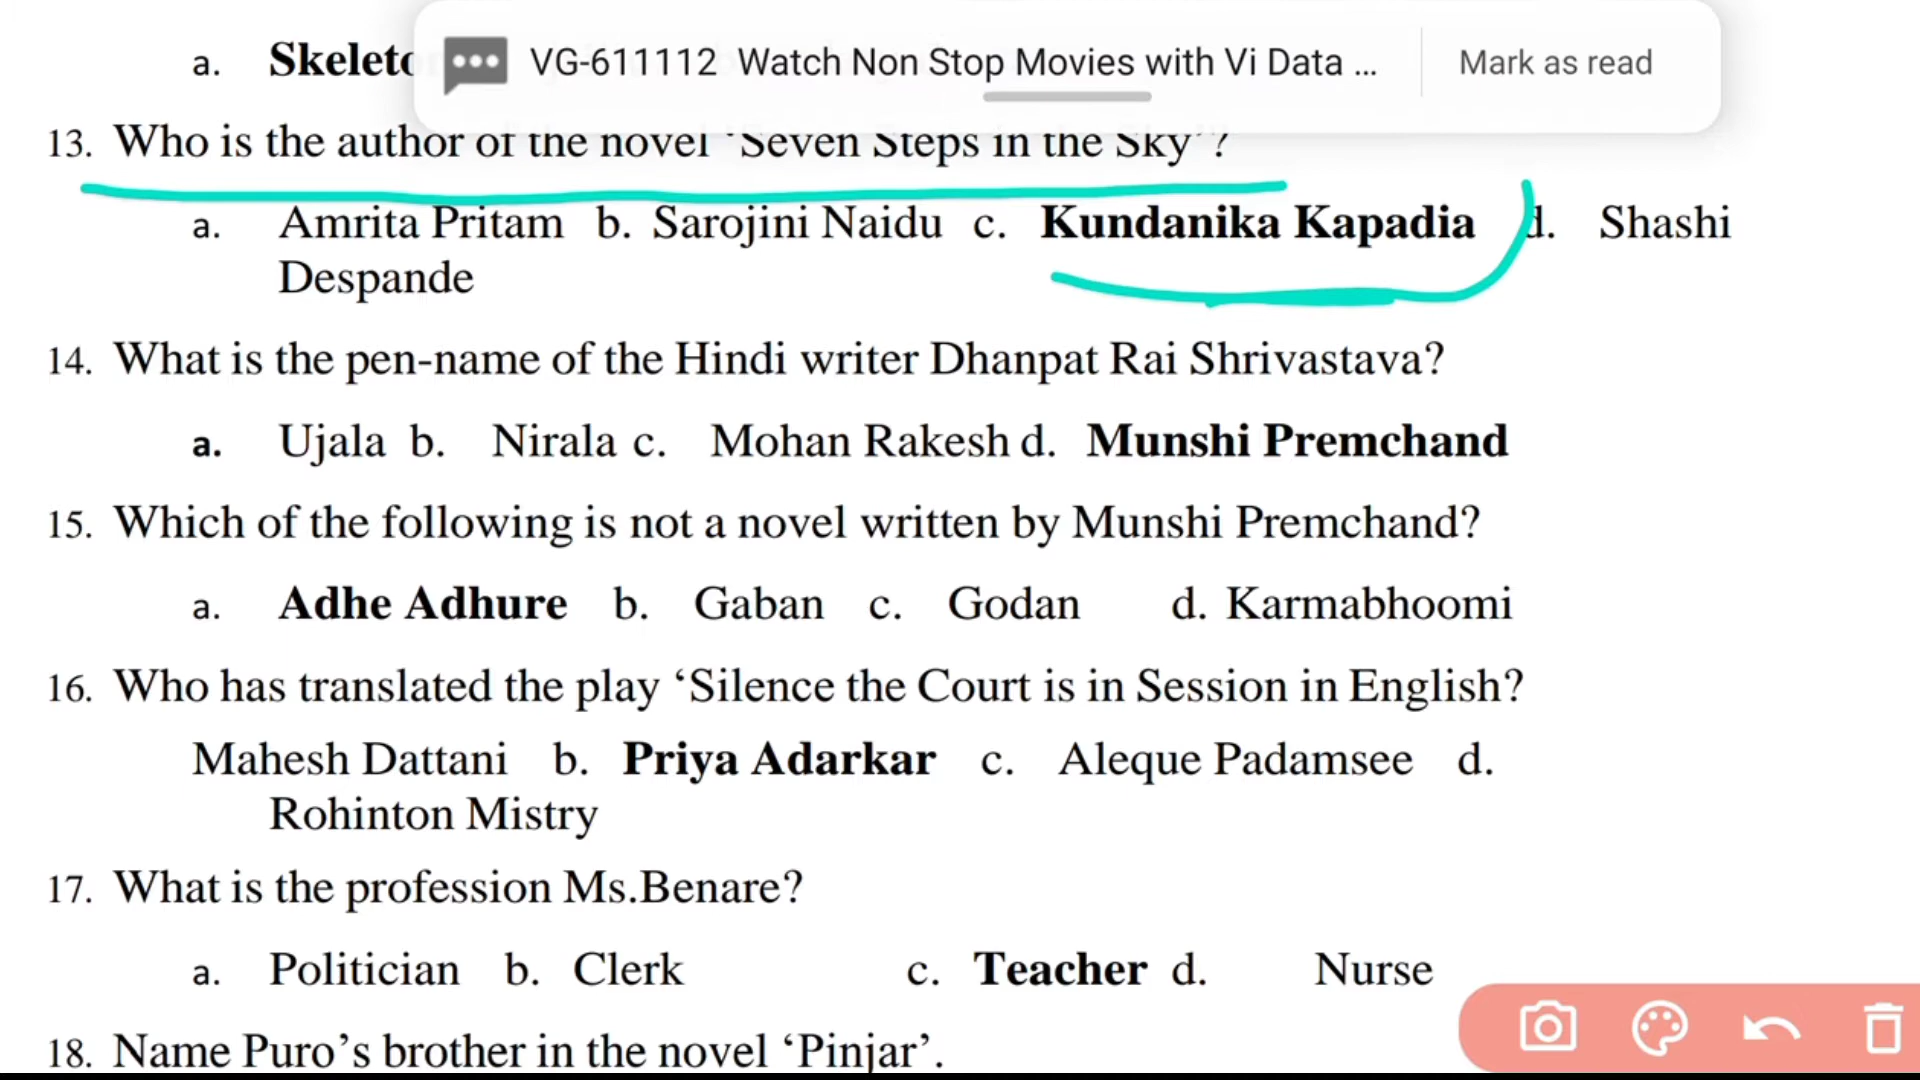 a. Skeleto
VG-611112 Watch Non Stop Movies with Vi Data ... Mark as read
13. Who is the author of the novel ‘Seven Steps in the Sky’?
a. Amrita Pritam b. Sarojini Naidu c. Kundanika Kapadia d. Shashi
Despande
14. What is the pen-name of the Hindi writer Dhanpat Rai Shrivastava?
a. Ujala b. Nirala c. Mohan Rakesh d. Munshi Premchand
15. Which of the following is not a novel written by Munshi Premchand?
a. Adhe Adhure b. Gaban c. Godan d. Karmabhoomi
16. Who has translated the play ‘Silence the Court is in Session in English?
Mahesh Dattani b. Priya Adarkar c. Aleque Padamsee d.
Rohinton Mistry
17. What is the profession Ms.Benare?
a. Politician b. Clerk c. Teacher d. Nurse
18. Name Puro’s brother in the novel ‘Pinjar’.